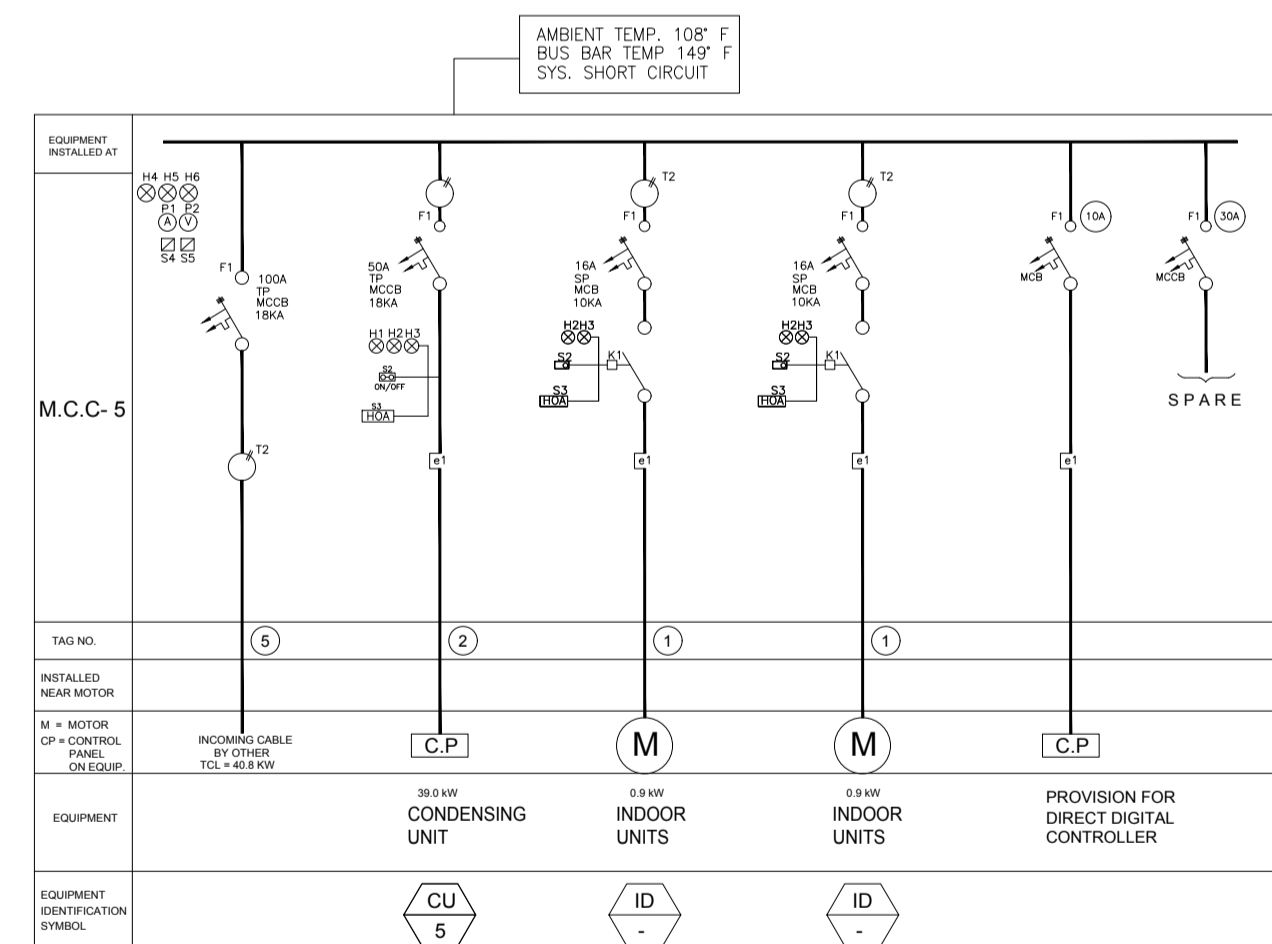 AMBIENT TEMP. 108° F
BUS BAR TEMP 149° F
SYS. SHORT CIRCUIT
EQUIPMENT
INSTALLED AT
M.C.C- 5
H4 H5 H6
P1 P2
A V
S4 S5
F1
100A
TP
MCCB
18KA
T2
F1
50A
TP
MCCB
18KA
H1 H2 H3
S2
ON/OFF
S3
HOA
e1
T2
F1
16A
SP
MCB
10KA
H2H3
S2
K1
S3
HOA
e1
T2
F1
16A
SP
MCB
10KA
H2H3
S2
K1
S3
HOA
e1
F1 10A
MCB
e1
F1 30A
MCCB
SPARE
TAG NO.
5 2 1 1
INSTALLED
NEAR MOTOR
M = MOTOR
CP = CONTROL
PANEL
ON EQUIP.
INCOMING CABLE
BY OTHER
TCL = 40.8 KW
C.P
M
M
C.P
EQUIPMENT
39.0 kW
CONDENSING
UNIT
0.9 kW
INDOOR
UNITS
0.9 kW
INDOOR
UNITS
PROVISION FOR
DIRECT DIGITAL
CONTROLLER
EQUIPMENT
IDENTIFICATION
SYMBOL
CU
5
ID
-
ID
-